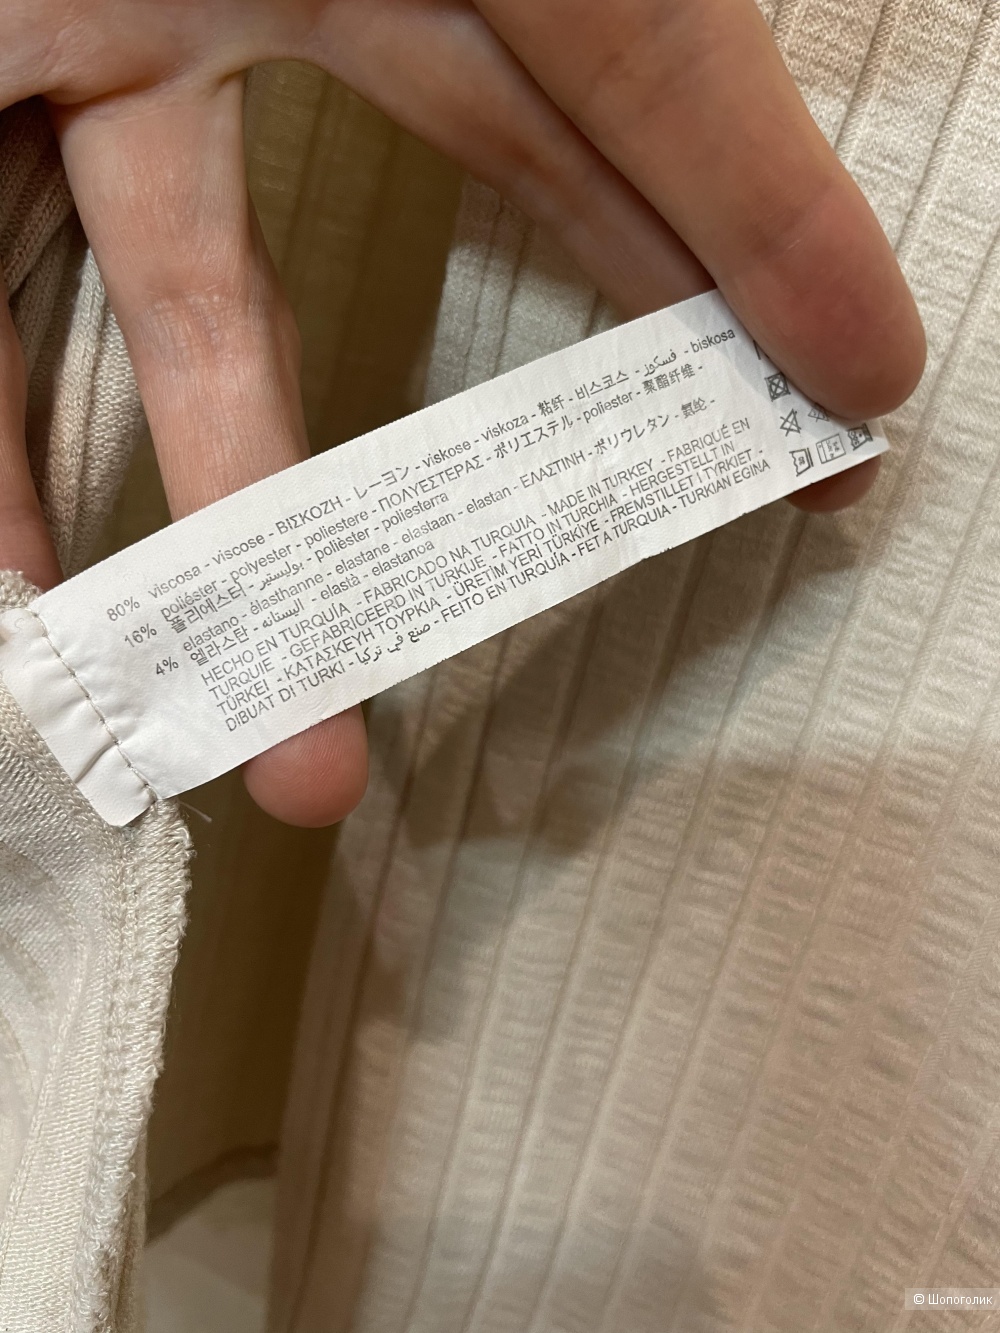 80% viscosa - viscose - ΒΙΣΚΟΖΗ - レーヨン - viskose - viskoza - 粘纤 - 비스코스 - فسكوز - biskosa
16% poliéster - polyester - poliestere - ΠΟΛΥΕΣΤΕΡΑΣ - ポリエステル - poliester - 聚酯纤维 -
폴리에스터 - بوليستير - polièster - poliesterra
4% elastano - élasthanne - elastane - elastaan - elastan - ΕΛΑΣΤΙΝΗ - ポリウレタン - 氨纶 -
엘라스탄 - اليستانه - elastà - elastanoa
HECHO EN TURQUÍA - FABRICADO NA TURQUIA - MADE IN TURKEY - FABRIQUÉ EN
TURQUIE - GEFABRICEERD IN TURKIJE - FATTO IN TURCHIA - HERGESTELLT IN
TÜRKEI - ΚΑΤΑΣΚΕΥΗ ΤΟΥΡΚΙΑ - ÜRETİM YERİ TÜRKİYE - FREMSTILLET I TYRKIET -
DIBUAT DI TURKI - صنع في تركيا - FEITO EN TURQUÍA - FET A TURQUIA - TURKIAN EGINA
© Шопоголик